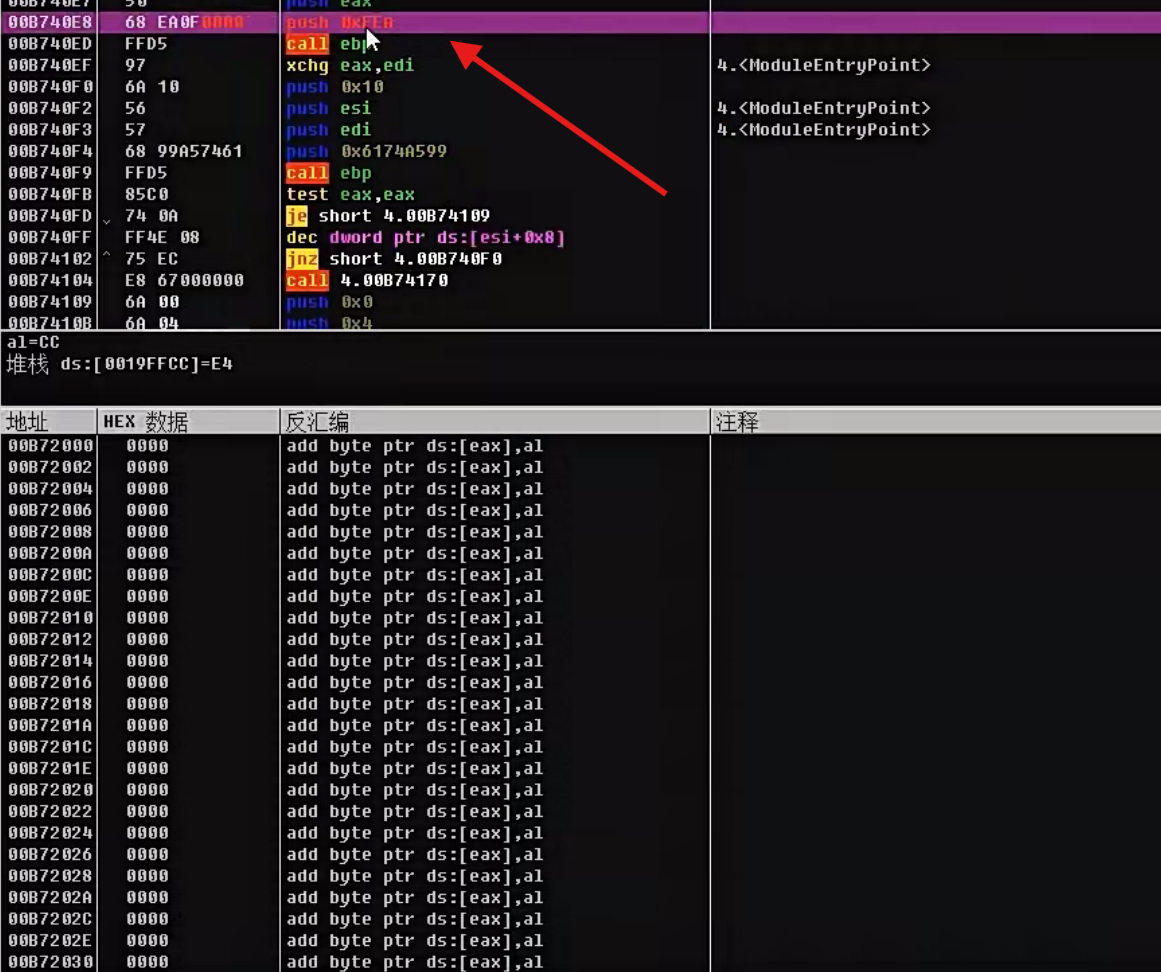 00B740E7 50 push eax
00B740E8 68 EA0F0000 push 0xFEA
00B740ED FFD5 call ebp
00B740EF 97 xchg eax,edi 4.<ModuleEntryPoint>
00B740F0 6A 10 push 0x10
00B740F2 56 push esi 4.<ModuleEntryPoint>
00B740F3 57 push edi 4.<ModuleEntryPoint>
00B740F4 68 99A57461 push 0x6174A599
00B740F9 FFD5 call ebp
00B740FB 85C0 test eax,eax
00B740FD 74 0A je short 4.00B74109
00B740FF FF4E 08 dec dword ptr ds:[esi+0x8]
00B74102 ^ 75 EC jnz short 4.00B740F0
00B74104 E8 67000000 call 4.00B74170
00B74109 6A 00 push 0x0
00B7410B 6A 04 push 0x4
al=CC
堆栈 ds:[0019FFCC]=E4
地址 HEX 数据 反汇编 注释
00B72000 0000 add byte ptr ds:[eax],al
00B72002 0000 add byte ptr ds:[eax],al
00B72004 0000 add byte ptr ds:[eax],al
00B72006 0000 add byte ptr ds:[eax],al
00B72008 0000 add byte ptr ds:[eax],al
00B7200A 0000 add byte ptr ds:[eax],al
00B7200C 0000 add byte ptr ds:[eax],al
00B7200E 0000 add byte ptr ds:[eax],al
00B72010 0000 add byte ptr ds:[eax],al
00B72012 0000 add byte ptr ds:[eax],al
00B72014 0000 add byte ptr ds:[eax],al
00B72016 0000 add byte ptr ds:[eax],al
00B72018 0000 add byte ptr ds:[eax],al
00B7201A 0000 add byte ptr ds:[eax],al
00B7201C 0000 add byte ptr ds:[eax],al
00B7201E 0000 add byte ptr ds:[eax],al
00B72020 0000 add byte ptr ds:[eax],al
00B72022 0000 add byte ptr ds:[eax],al
00B72024 0000 add byte ptr ds:[eax],al
00B72026 0000 add byte ptr ds:[eax],al
00B72028 0000 add byte ptr ds:[eax],al
00B7202A 0000 add byte ptr ds:[eax],al
00B7202C 0000 add byte ptr ds:[eax],al
00B7202E 0000 add byte ptr ds:[eax],al
00B72030 0000 add byte ptr ds:[eax],al